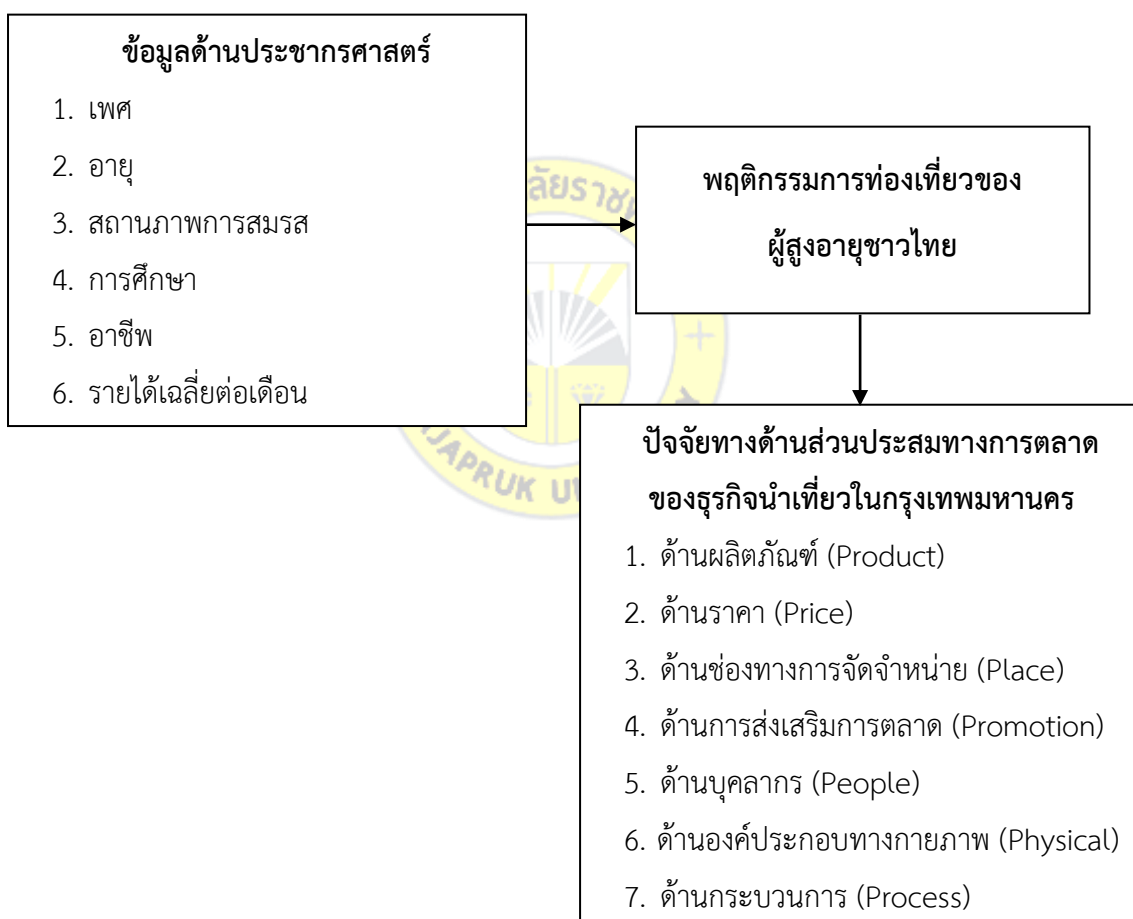 ข้อมูลด้านประชากรศาสตร์
1. เพศ
2. อายุ
3. สถานภาพการสมรส
4. การศึกษา
5. อาชีพ
6. รายได้เฉลี่ยต่อเดือน
พฤติกรรมการท่องเที่ยวของ
ผู้สูงอายุชาวไทย
ปัจจัยทางด้านส่วนประสมทางการตลาด
ของธุรกิจนำเที่ยวในกรุงเทพมหานคร
1. ด้านผลิตภัณฑ์ (Product)
2. ด้านราคา (Price)
3. ด้านช่องทางการจัดจำหน่าย (Place)
4. ด้านการส่งเสริมการตลาด (Promotion)
5. ด้านบุคลากร (People)
6. ด้านองค์ประกอบทางกายภาพ (Physical)
7. ด้านกระบวนการ (Process)